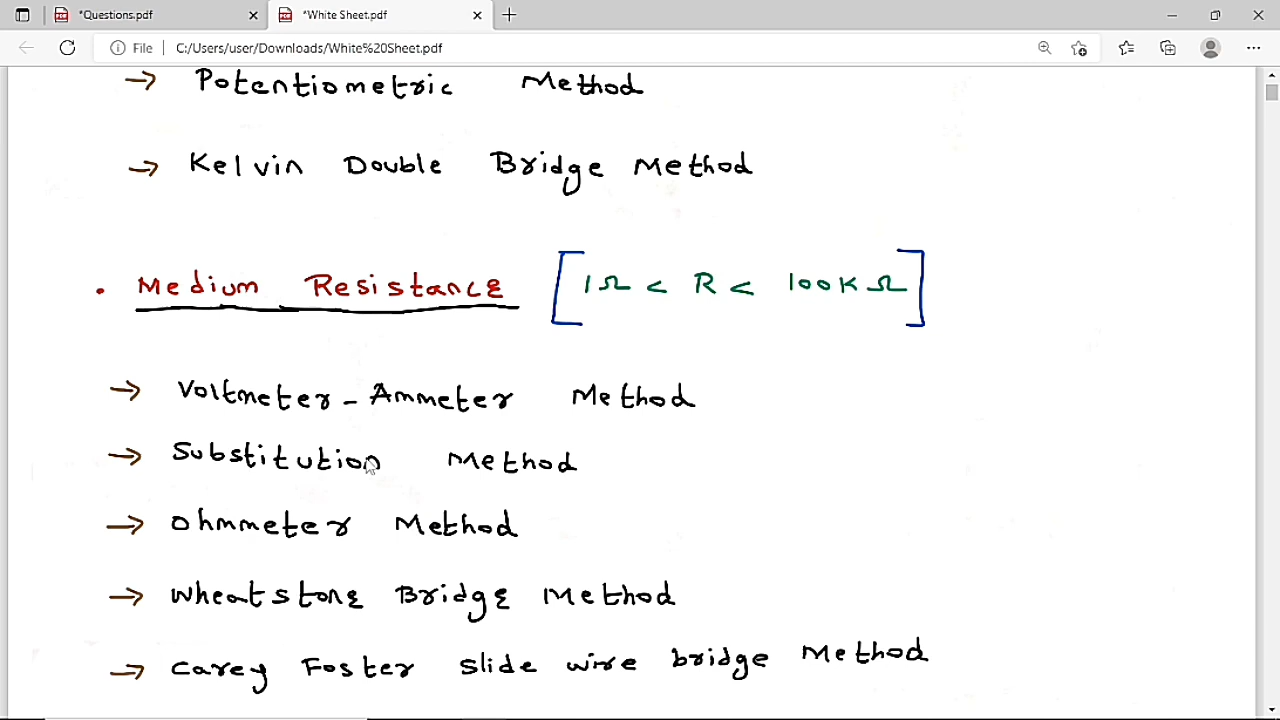 *Questions.pdf
*White Sheet.pdf
File C:/Users/user/Downloads/White%20Sheet.pdf
→ Potentiometric Method
→ Kelvin Double Bridge Method
• Medium Resistance [1Ω < R < 100K Ω]
→ Voltmeter - Ammeter Method
→ Substitution Method
→ Ohmmeter Method
→ Wheatstone Bridge Method
→ Carey Foster slide wire bridge Method